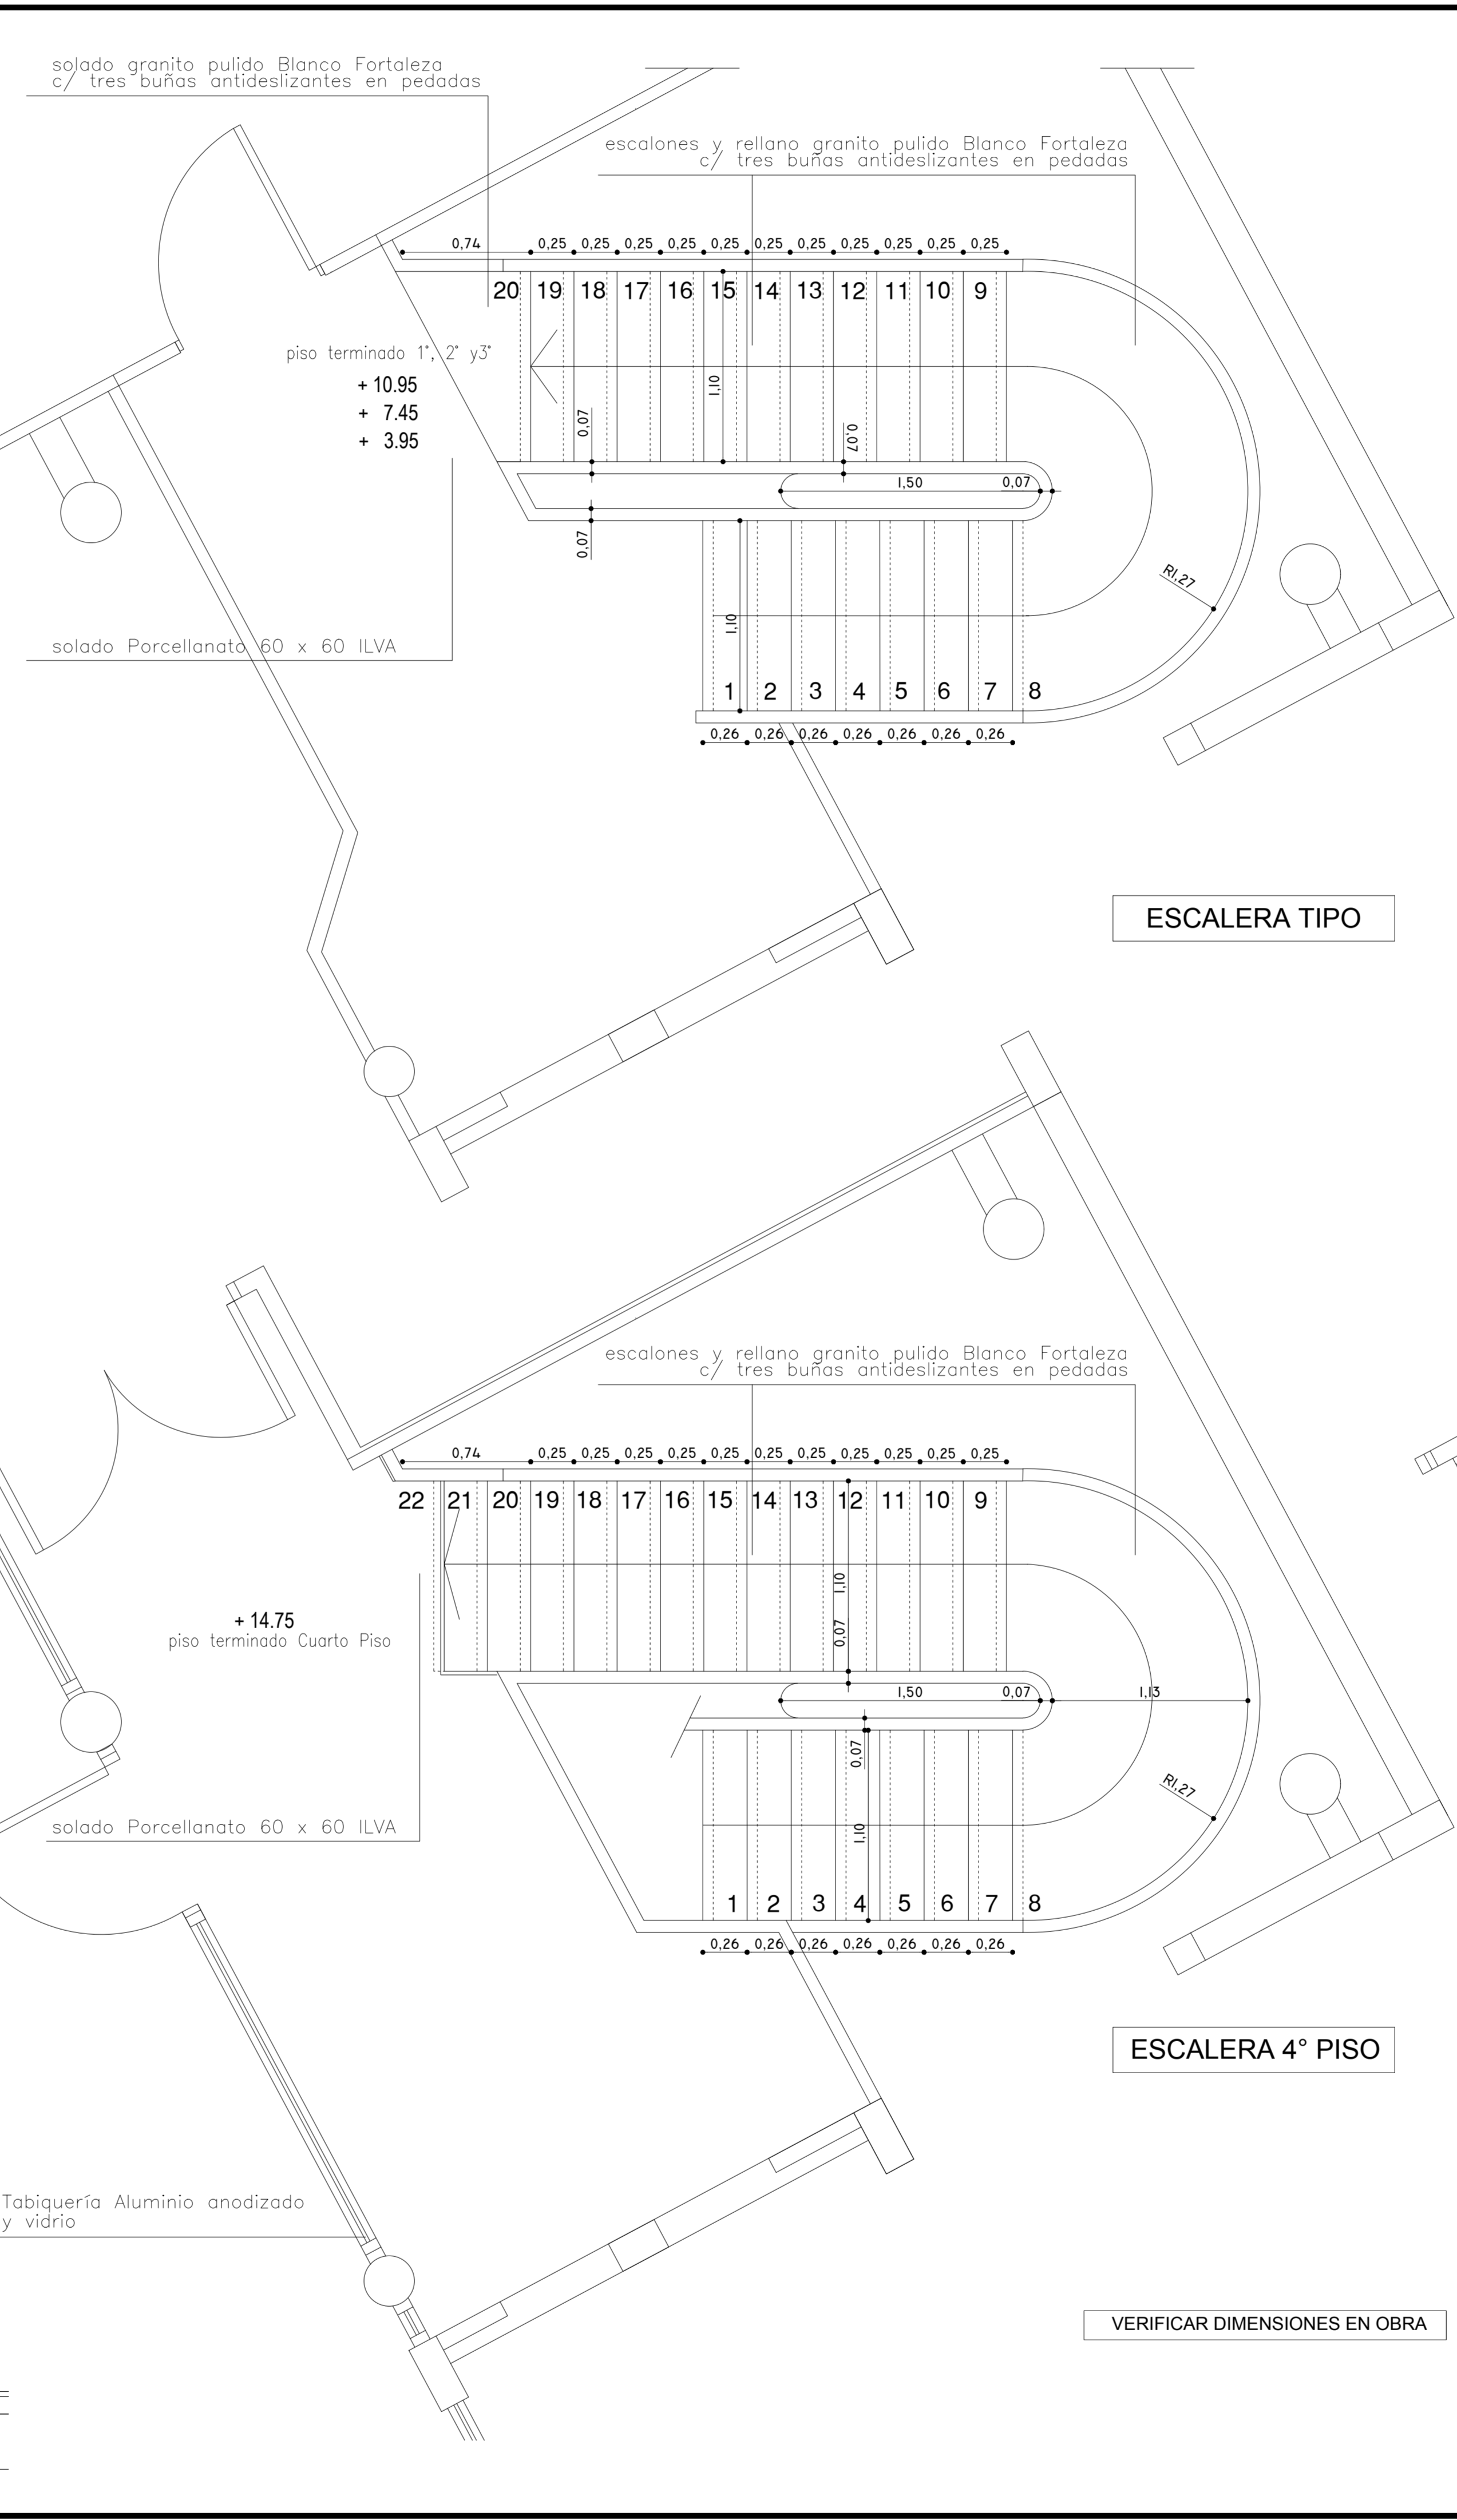 solado granito pulido Blanco Fortaleza
c/ tres buñas antideslizantes en pedadas
escalones y rellano granito pulido Blanco Fortaleza
c/ tres buñas antideslizantes en pedadas
0,74 0,25 0,25 0,25 0,25 0,25 0,25 0,25 0,25 0,25 0,25 0,25
20 19 18 17 16 15 14 13 12 11 10 9
piso terminado 1°, 2° y3°
+ 10.95
+ 7.45
+ 3.95
1,10
0,07
0,07
1,50
0,07
0,07
R1,27
1,10
solado Porcellanato 60 x 60 ILVA
1 2 3 4 5 6 7 8
0,26 0,26 0,26 0,26 0,26 0,26 0,26
ESCALERA TIPO
escalones y rellano granito pulido Blanco Fortaleza
c/ tres buñas antideslizantes en pedadas
0,74 0,25 0,25 0,25 0,25 0,25 0,25 0,25 0,25 0,25 0,25 0,25
22 21 20 19 18 17 16 15 14 13 12 11 10 9
1,10
0,07
+ 14.75
piso terminado Cuarto Piso
1,50
0,07
1,13
0,07
R1,27
1,10
solado Porcellanato 60 x 60 ILVA
1 2 3 4 5 6 7 8
0,26 0,26 0,26 0,26 0,26 0,26 0,26
ESCALERA 4° PISO
Tabiquería Aluminio anodizado
y vidrio
VERIFICAR DIMENSIONES EN OBRA